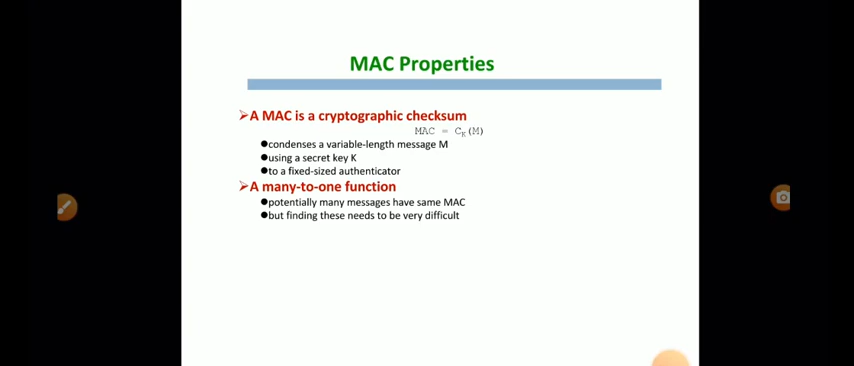 MAC Properties
➢A MAC is a cryptographic checksum
MAC = CK(M)
●condenses a variable-length message M
●using a secret key K
●to a fixed-sized authenticator
➢A many-to-one function
●potentially many messages have same MAC
●but finding these needs to be very difficult